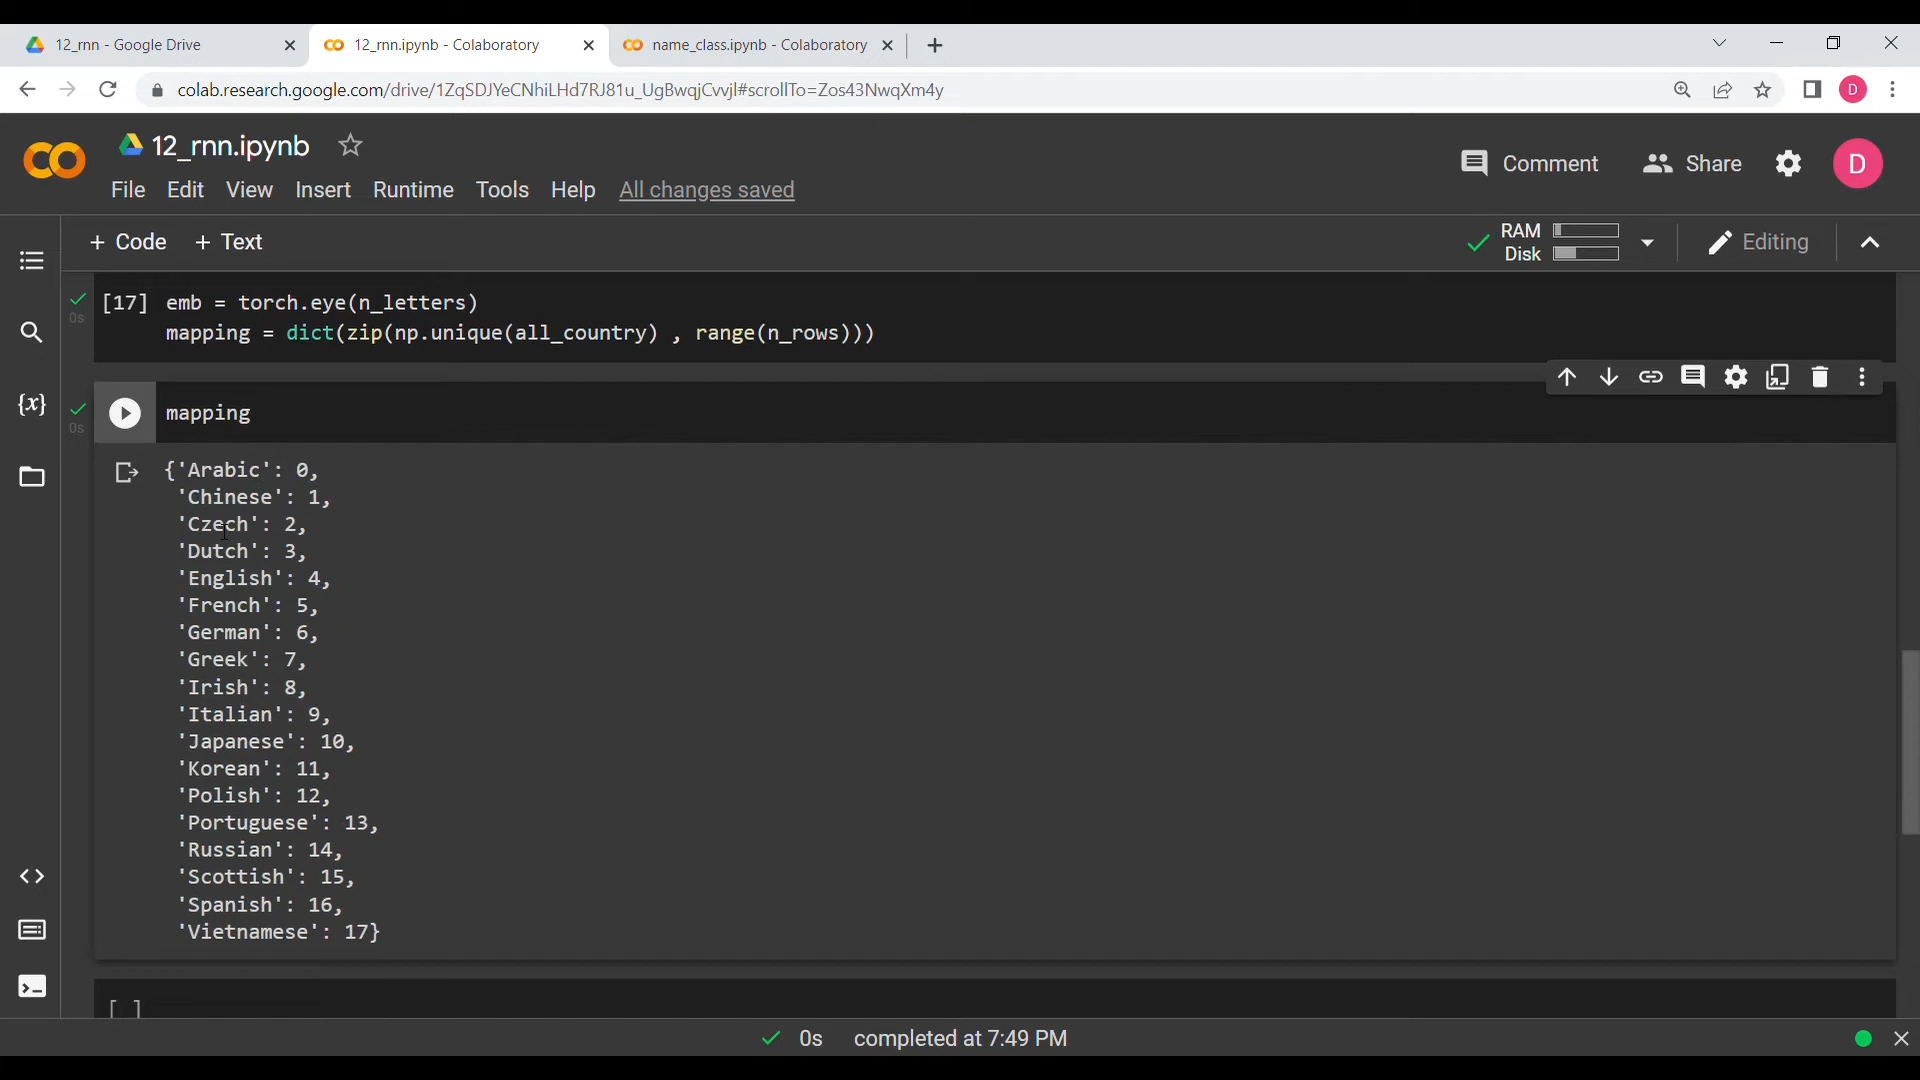 12_rnn - Google Drive
12_rnn.ipynb - Colaboratory
name_class.ipynb - Colaboratory
colab.research.google.com/drive/1ZqSDJYeCNhiLHd7RJ81u_UgBwqjCvvjl#scrollTo=Zos43NwqXm4y
D
12_rnn.ipynb
Comment
Share
D
File Edit View Insert Runtime Tools Help All changes saved
+ Code + Text
RAM
Disk
Editing
{x}
0s
[17] emb = torch.eye(n_letters)
mapping = dict(zip(np.unique(all_country) , range(n_rows)))
0s
mapping
{'Arabic': 0,
'Chinese': 1,
'Czech': 2,
'Dutch': 3,
'English': 4,
'French': 5,
'German': 6,
'Greek': 7,
'Irish': 8,
'Italian': 9,
'Japanese': 10,
'Korean': 11,
'Polish': 12,
'Portuguese': 13,
'Russian': 14,
'Scottish': 15,
'Spanish': 16,
'Vietnamese': 17}
[ ]
0s completed at 7:49 PM